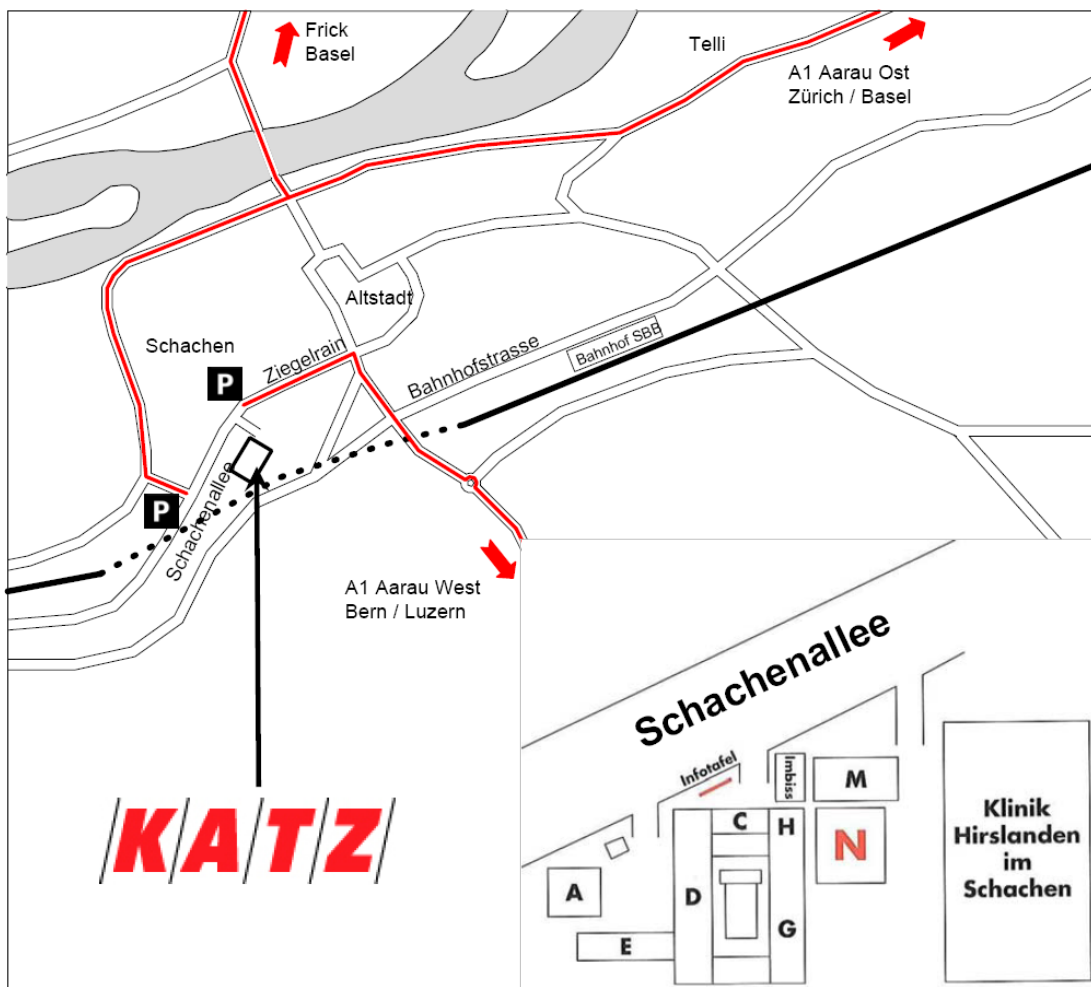 Frick
Basel
Telli
A1 Aarau Ost
Zürich / Basel
Altstadt
Schachen
Ziegelrain
Bahnhofstrasse
Bahnhof SBB
P
P
Schachenallee
A1 Aarau West
Bern / Luzern
KATZ
Schachenallee
Infotafel
Imbiss
M
C
H
N
A
D
E
G
Klinik
Hirslanden
im
Schachen